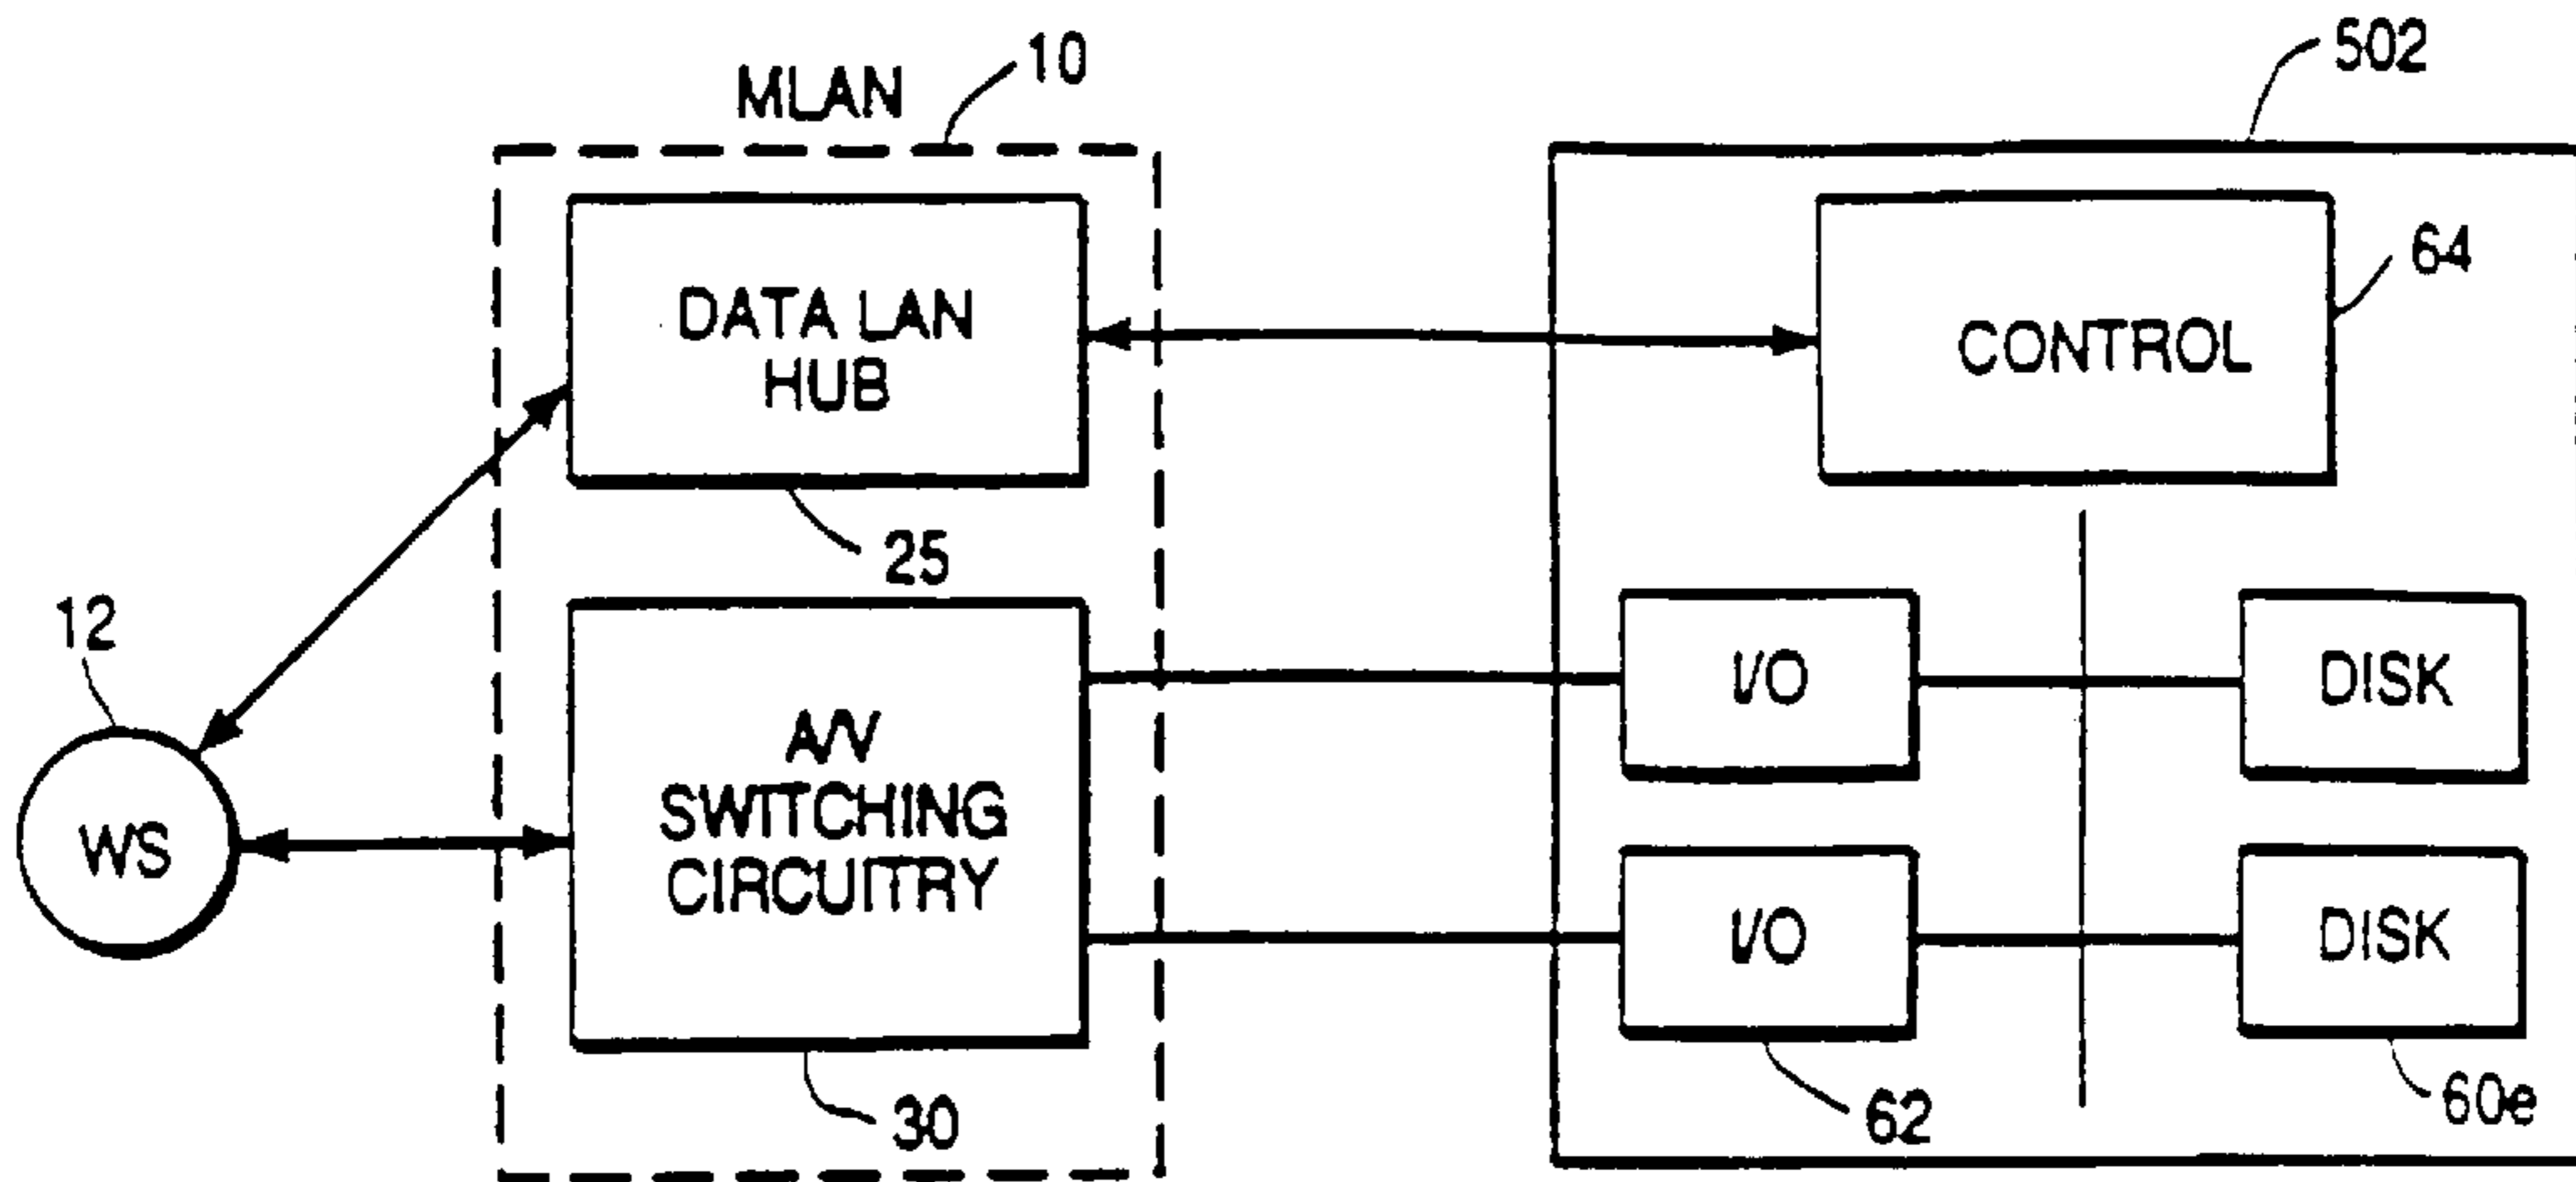 MLAN
10
502
DATA LAN
HUB
CONTROL
64
25
12
I/O
DISK
WS
A/V
SWITCHING
CIRCUITRY
I/O
DISK
30
62
60e